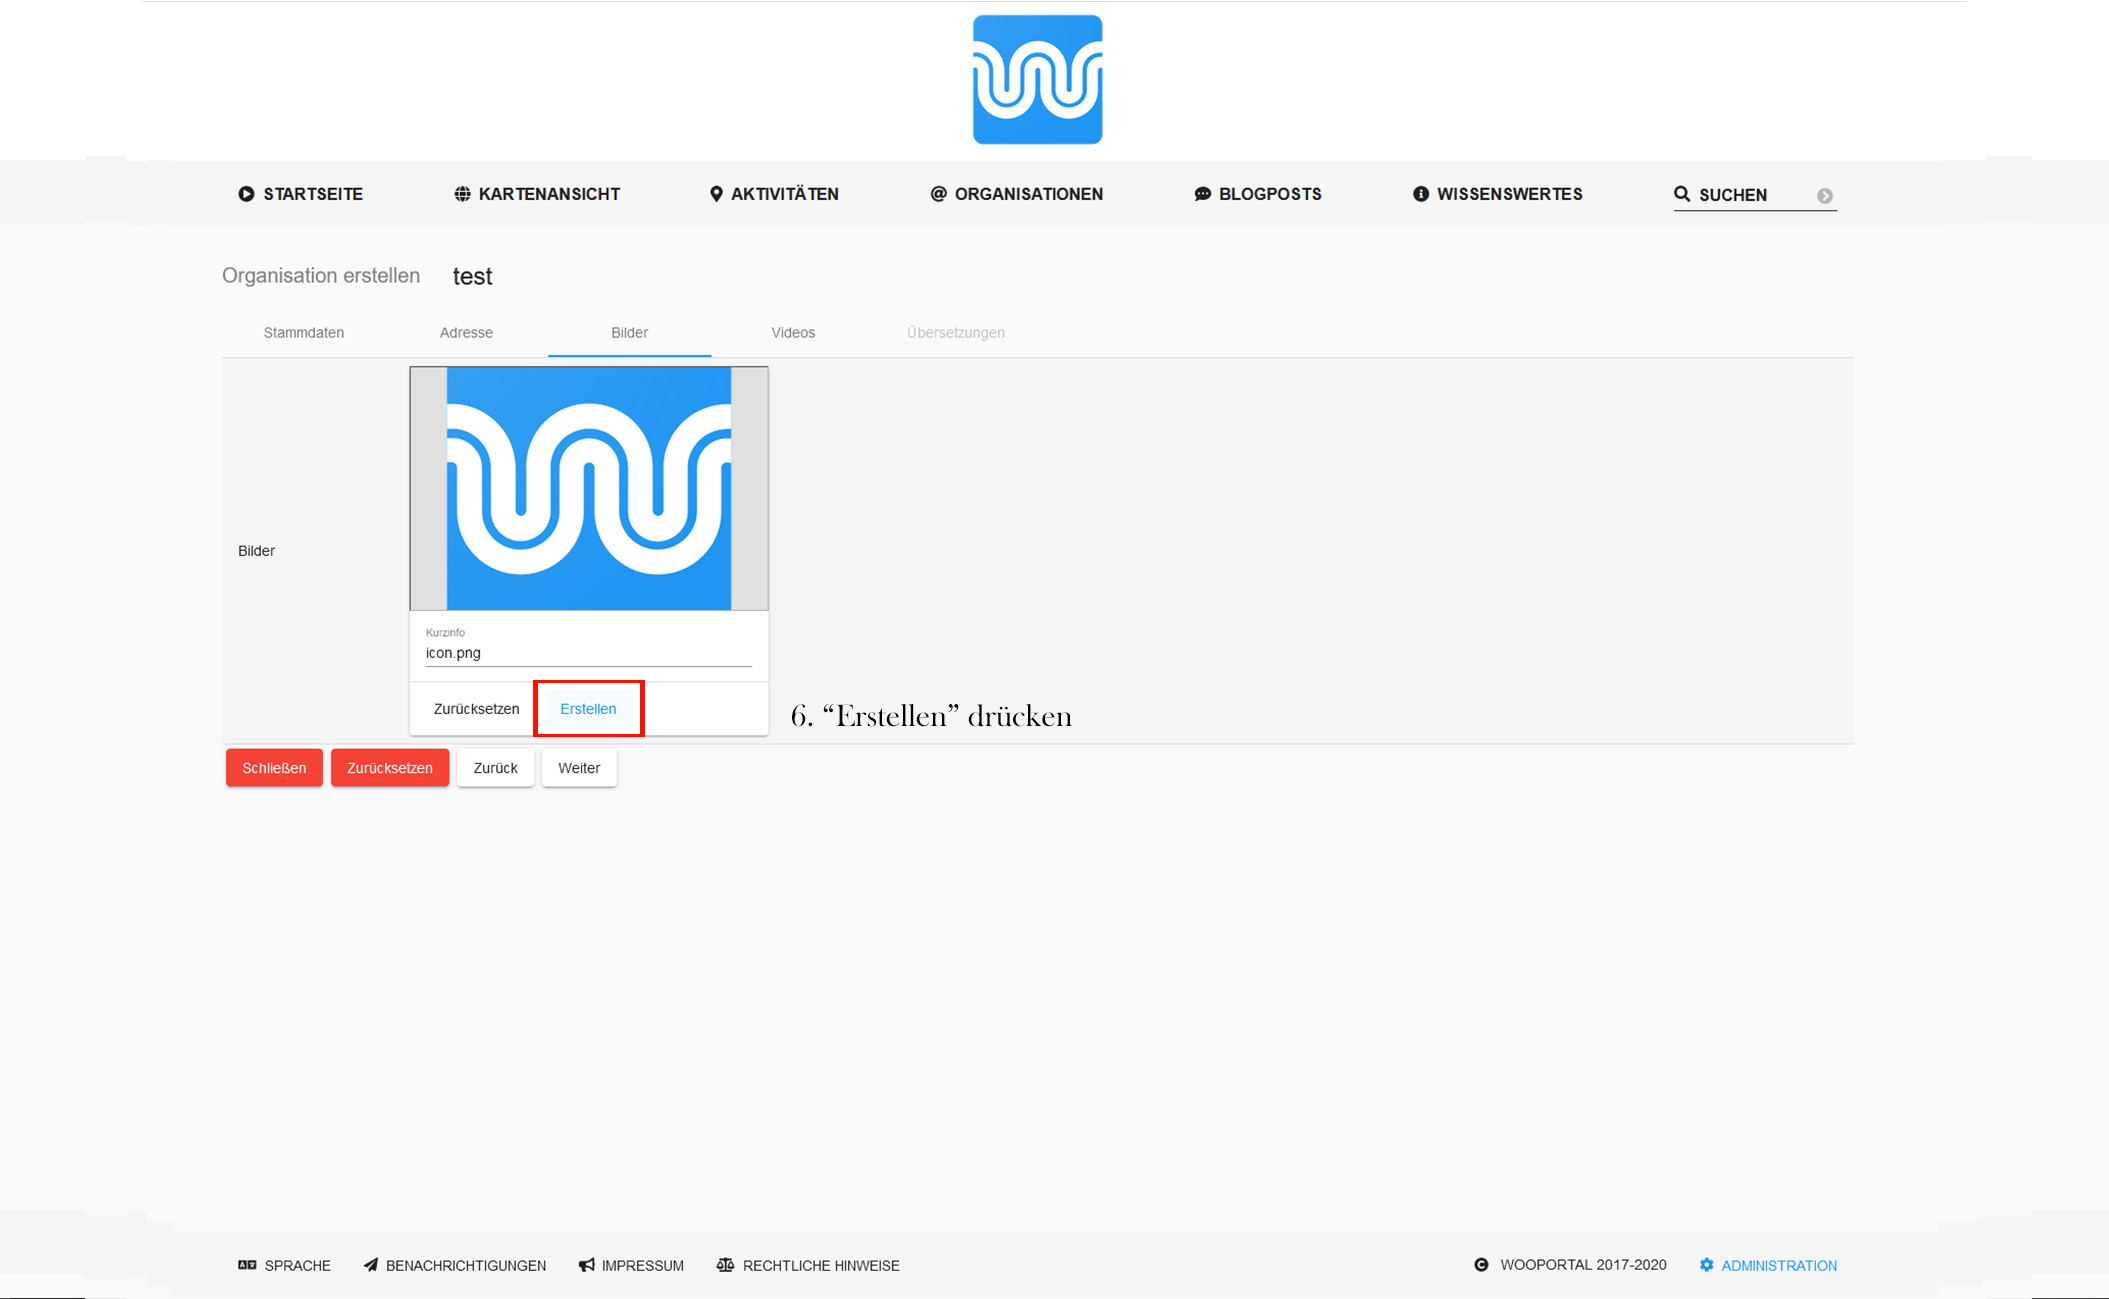 STARTSEITE KARTENANSICHT AKTIVITÄTEN ORGANISATIONEN BLOGPOSTS WISSENSWERTES SUCHEN
Organisation erstellen test
Stammdaten Adresse Bilder Videos Übersetzungen
Bilder
Kurzinfo
icon.png
Zurücksetzen Erstellen
6. “Erstellen” drücken
Schließen Zurücksetzen Zurück Weiter
SPRACHE BENACHRICHTIGUNGEN IMPRESSUM RECHTLICHE HINWEISE WOOPORTAL 2017-2020 ADMINISTRATION